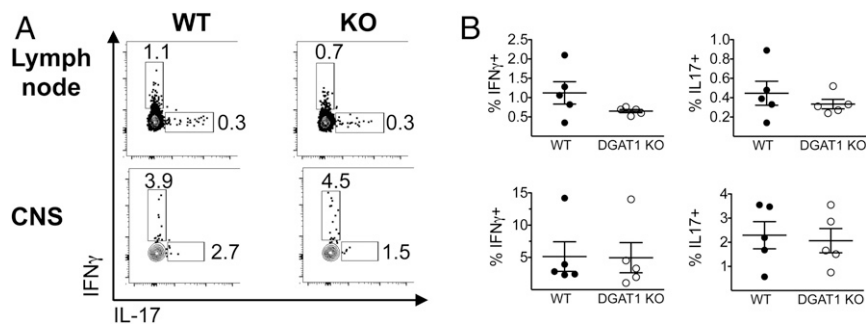 A
WT
KO
Lymph
node
1.1
0.7
0.3
0.3
CNS
3.9
4.5
2.7
1.5
IFNγ
IL-17
B
% IFNγ+
2.5
2.0
1.5
1.0
0.5
WT
DGAT1 KO
% IL17+
1.0
0.8
0.6
0.4
0.2
WT
DGAT1 KO
% IFNγ+
15
10
5
WT
DGAT1 KO
% IL17+
4
3
2
1
WT
DGAT1 KO